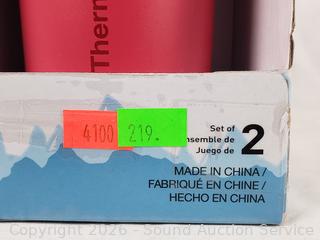 Therm
4100 219.
Set of
nsemble de
Juego de
2
MADE IN CHINA /
FABRIQUÉ EN CHINE /
HECHO EN CHINA
Copyright 2026 - Sound Auction Service